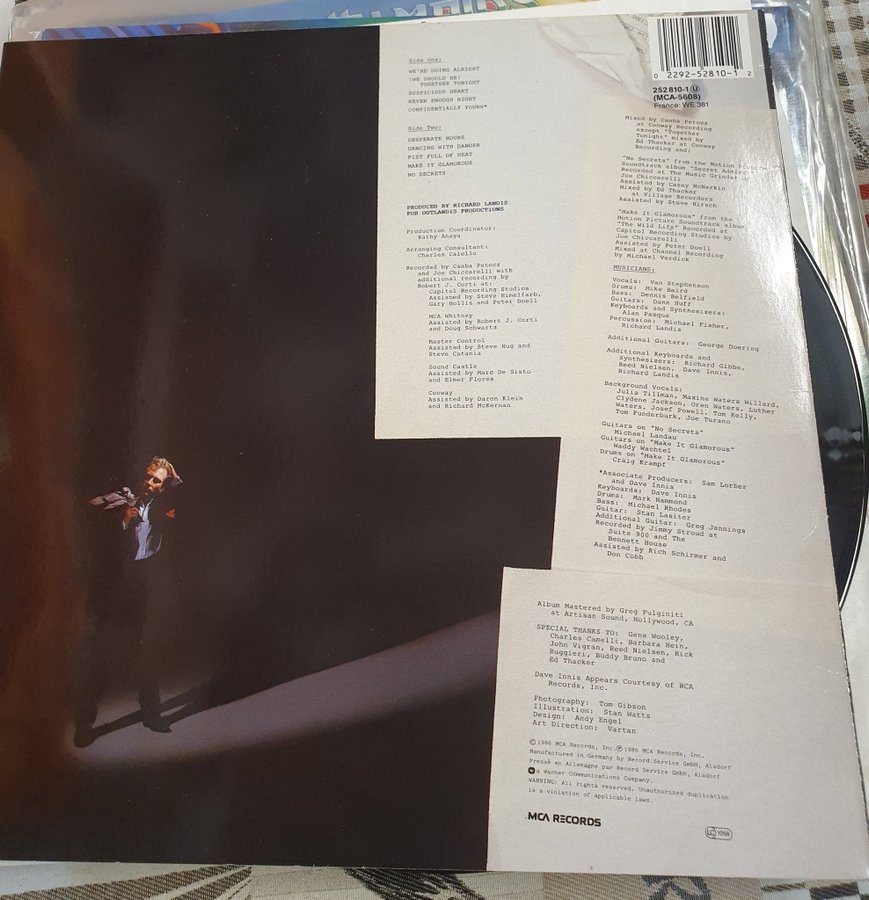 Side One:
WE'RE DOING ALRIGHT
(WE SHOULD BE)
TOGETHER TONIGHT
SUSPICIOUS HEART
NEVER ENOUGH NIGHT
CONFIDENTIALLY YOURS*
Side Two:
DESPERATE HOURS
DANCING WITH DANGER
FIST FULL OF HEAT
MAKE IT GLAMOROUS
NO SECRETS
PRODUCED BY RICHARD LANDIS
FOR OUTLANDIS PRODUCTIONS
Production Coordinator:
Kathy Anaya
Arranging Consultant:
Charles Calello
Recorded by Csaba Petocz
and Joe Chiccarelli with
additional recording by
Robert J. Corti at:
Capitol Recording Studios
Assisted by Steve Himelfarb,
Gary Hollis and Peter Doell
MCA Whitney
Assisted by Robert J. Corti
and Doug Schwartz
Master Control
Assisted by Steve Hug and
Steve Catania
Sound Castle
Assisted by Marc De Sisto
and Elmer Flores
Conway
Assisted by Daren Klein
and Richard McKernan
0 2292-52810-1 2
252 810-1 U
(MCA-5608)
France: WE 381
Mixed by Csaba Petocz
at Conway Recording
except "Together
Tonight" mixed by
Ed Thacker at Conway
Recording and:
"No Secrets" from the Motion Picture
Soundtrack album "Secret Admirer"
Recorded at The Music Grinder by
Joe Chiccarelli
Assisted by Casey McMarkin
Mixed by Ed Thacker
at Village Recorders
Assisted by Steve Hirsch
"Make It Glamorous" from the
Motion Picture Soundtrack album
"The Wild Life" Recorded at
Capitol Recording Studios by
Joe Chiccarelli
Assisted by Peter Doell
Mixed at Channel Recording
by Michael Verdick
MUSICIANS:
Vocals: Van Stephenson
Drums: Mike Baird
Bass: Dennis Belfield
Guitars: Dann Huff
Keyboards and Synthesizers:
Alan Pasqua
Percussion: Michael Fisher,
Richard Landis
Additional Guitars: George Doering
Additional Keyboards and
Synthesizers: Richard Gibbs,
Reed Nielsen, Dave Innis,
Richard Landis
Background Vocals:
Julia Tillman, Maxine Waters Willard,
Clydene Jackson, Oren Waters, Luther
Waters, Josef Powell, Tom Kelly,
Tom Funderburk, Joe Turano
Guitars on "No Secrets"
Michael Landau
Guitars on "Make It Glamorous"
Waddy Wachtel
Drums on "Make It Glamorous"
Craig Krampf
*Associate Producers: Sam Lorber
and Dave Innis
Keyboards: Dave Innis
Drums: Mark Hammond
Bass: Michael Rhodes
Guitar: Stan Lasiter
Additional Guitar: Greg Jennings
Recorded by Jimmy Stroud at
Suite 900 and The
Bennett House
Assisted by Rich Schirmer and
Don Cobb
Album Mastered by Greg Fulginiti
at Artisan Sound, Hollywood, CA
SPECIAL THANKS TO: Gene Wooley,
Charles Camelli, Barbara Hein,
John Vigran, Reed Nielsen, Rick
Ruggieri, Buddy Bruno and
Ed Thacker
Dave Innis Appears Courtesy of RCA
Records, Inc.
Photography: Tom Gibson
Illustration: Stan Watts
Design: Andy Engel
Art Direction: Vartan
©1986 MCA Records, Inc. ℗1986 MCA Records, Inc.
Manufactured in Germany by Record Service GmbH, Alsdorf
Pressé en Allemagne par Record Service GmbH, Alsdorf
a Warner Communications Company.
WARNING: All rights reserved. Unauthorized duplication
is a violation of applicable laws.
MCA RECORDS
LC 1056